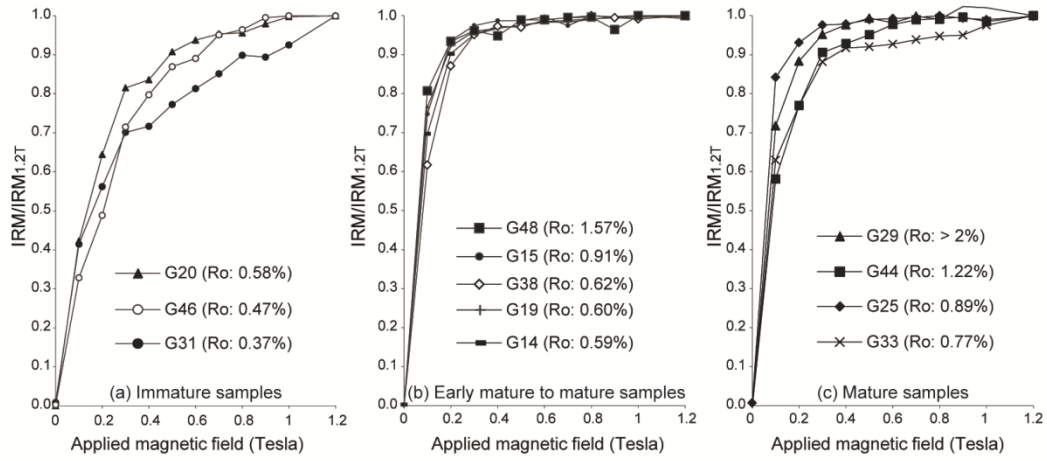 1.0
0.9
0.8
0.7
0.6
0.5
0.4
0.3
0.2
0.1
0.0
IRM/IRM1.2T
G20 (Ro: 0.58%)
G46 (Ro: 0.47%)
G31 (Ro: 0.37%)
(a) Immature samples
0 0.2 0.4 0.6 0.8 1.0 1.2
Applied magnetic field (Tesla)
1.0
0.9
0.8
0.7
0.6
0.5
0.4
0.3
0.2
0.1
0.0
IRM/IRM1.2T
G48 (Ro: 1.57%)
G15 (Ro: 0.91%)
G38 (Ro: 0.62%)
G19 (Ro: 0.60%)
G14 (Ro: 0.59%)
(b) Early mature to mature samples
0 0.2 0.4 0.6 0.8 1.0 1.2
Applied magnetic field (Tesla)
1.0
0.9
0.8
0.7
0.6
0.5
0.4
0.3
0.2
0.1
0.0
IRM/IRM1.2T
G29 (Ro: > 2%)
G44 (Ro: 1.22%)
G25 (Ro: 0.89%)
G33 (Ro: 0.77%)
(c) Mature samples
0 0.2 0.4 0.6 0.8 1 1.2
Applied magnetic field (Tesla)